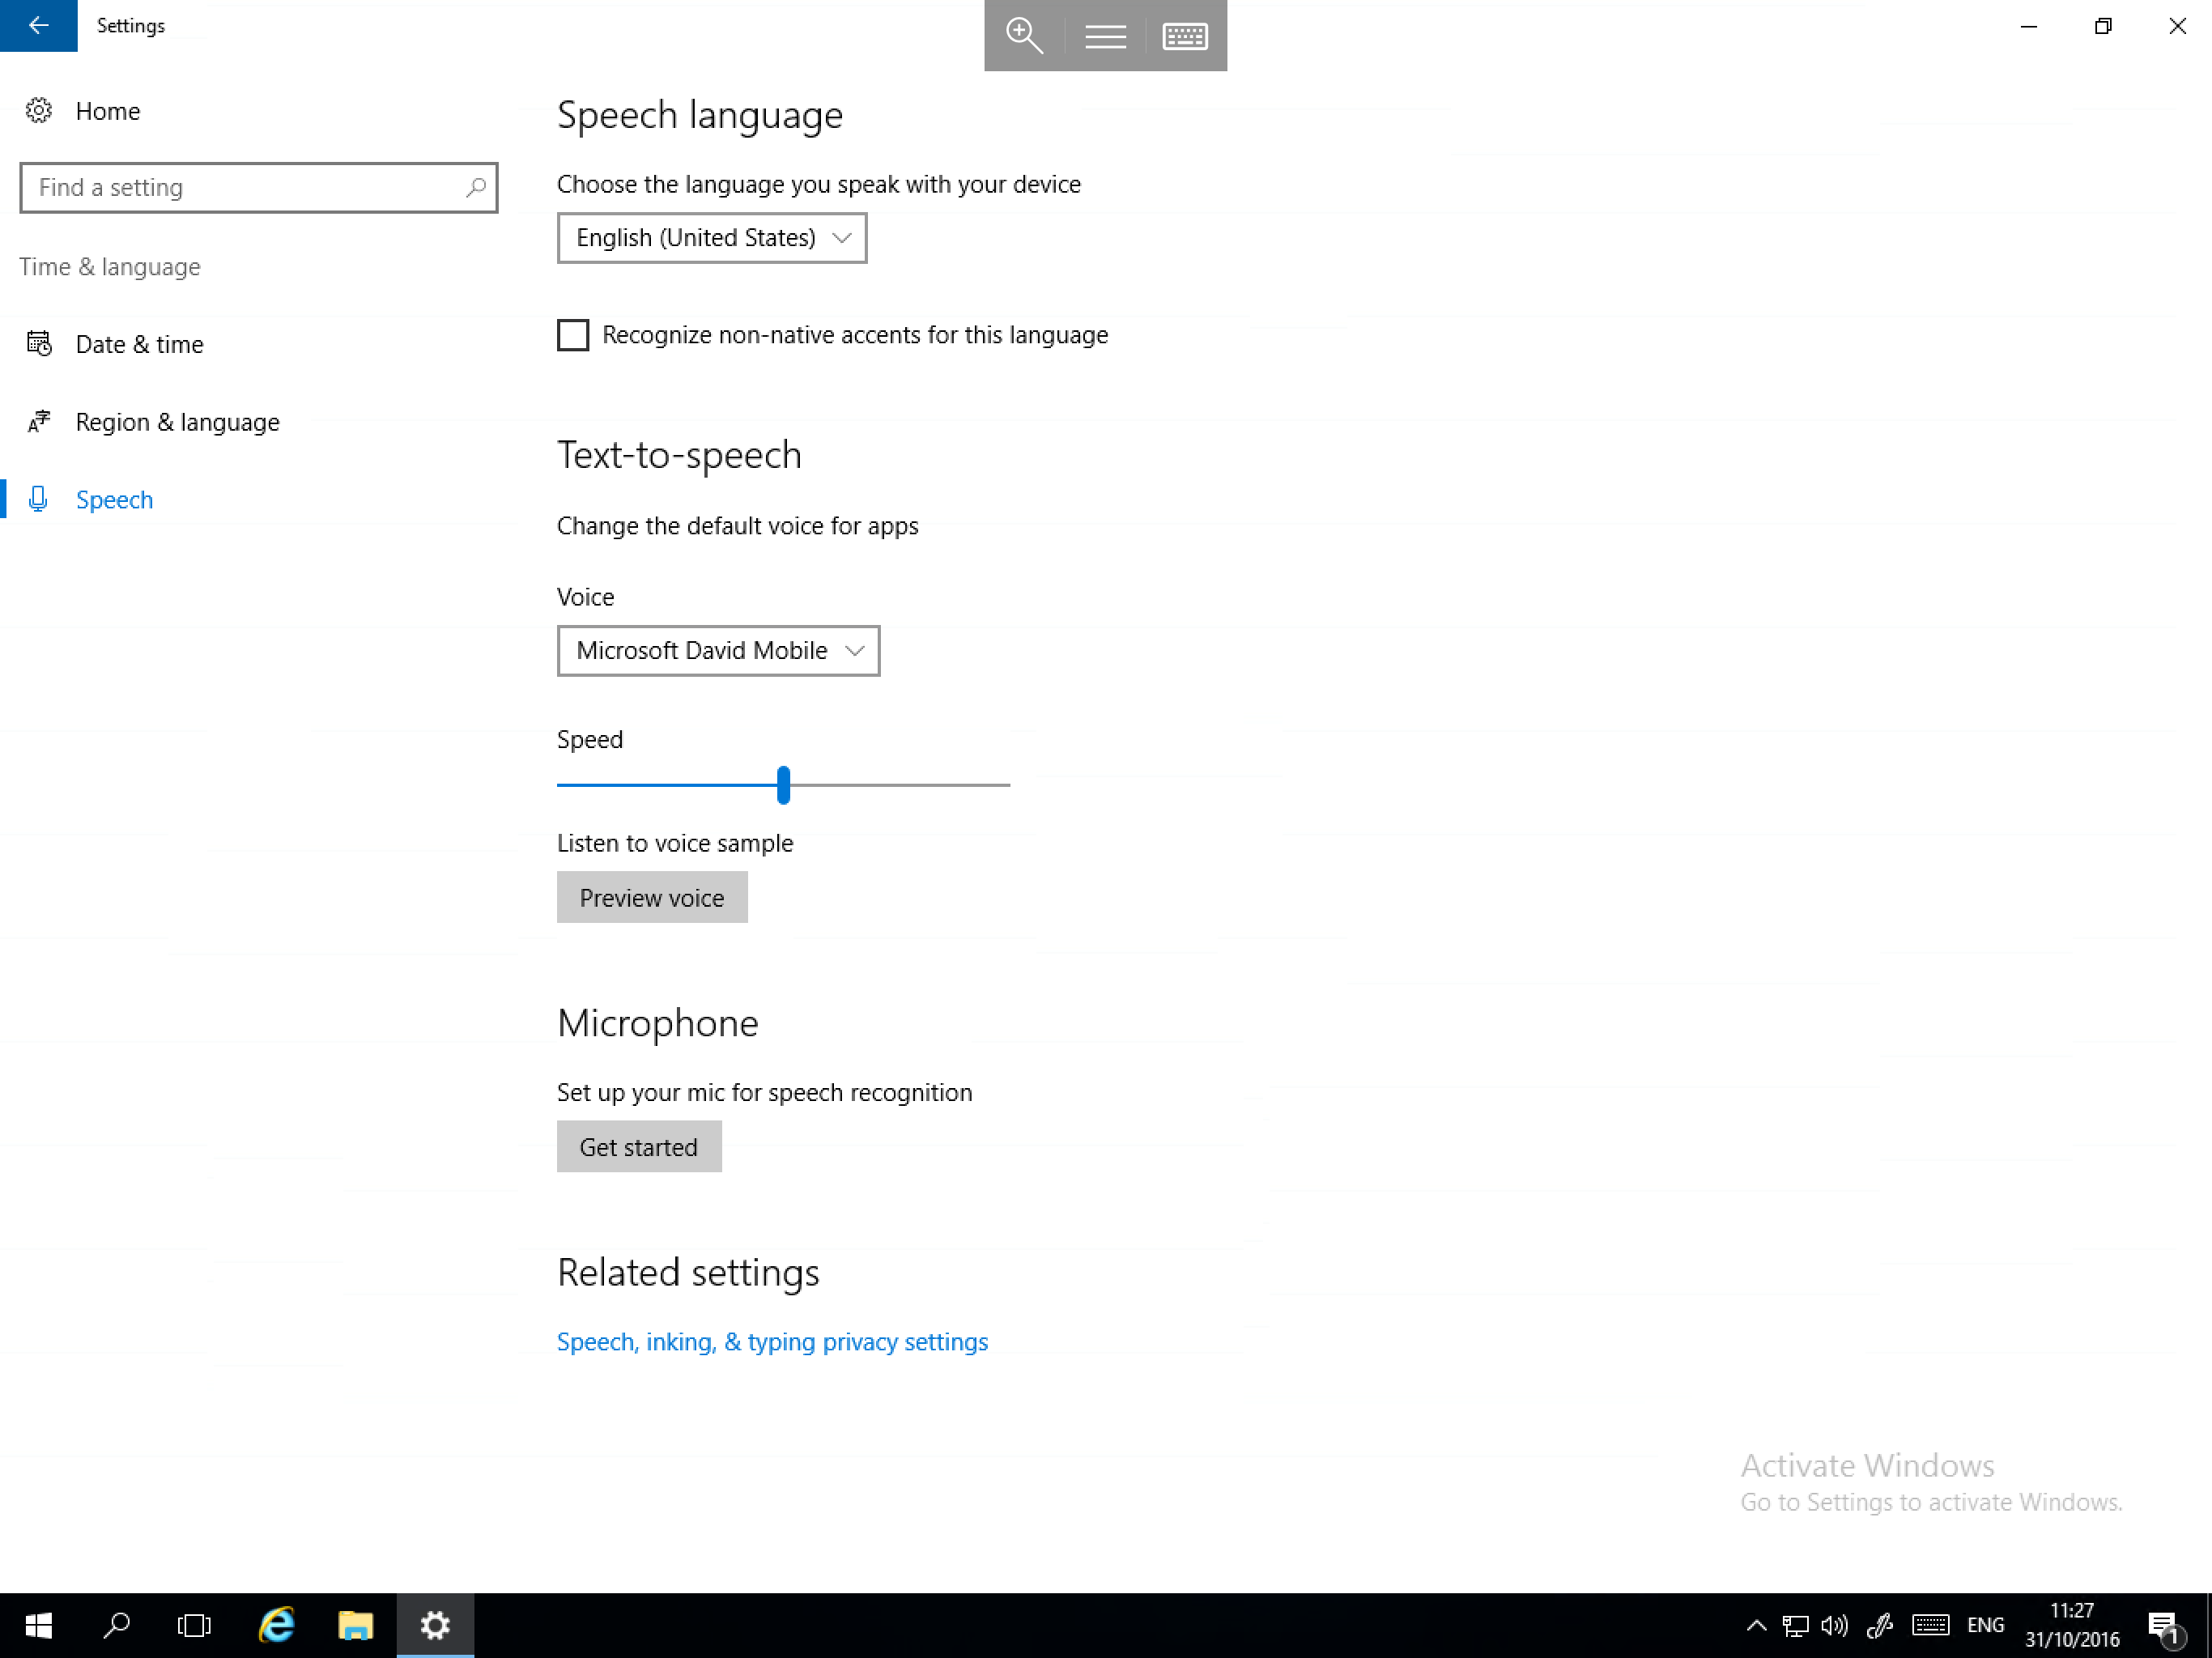 Settings
Home
Find a setting
Time & language
Date & time
Region & language
Speech
Speech language
Choose the language you speak with your device
English (United States)
Recognize non-native accents for this language
Text-to-speech
Change the default voice for apps
Voice
Microsoft David Mobile
Speed
Listen to voice sample
Preview voice
Microphone
Set up your mic for speech recognition
Get started
Related settings
Speech, inking, & typing privacy settings
Activate Windows
Go to Settings to activate Windows.
ENG
11:27
31/10/2016
1